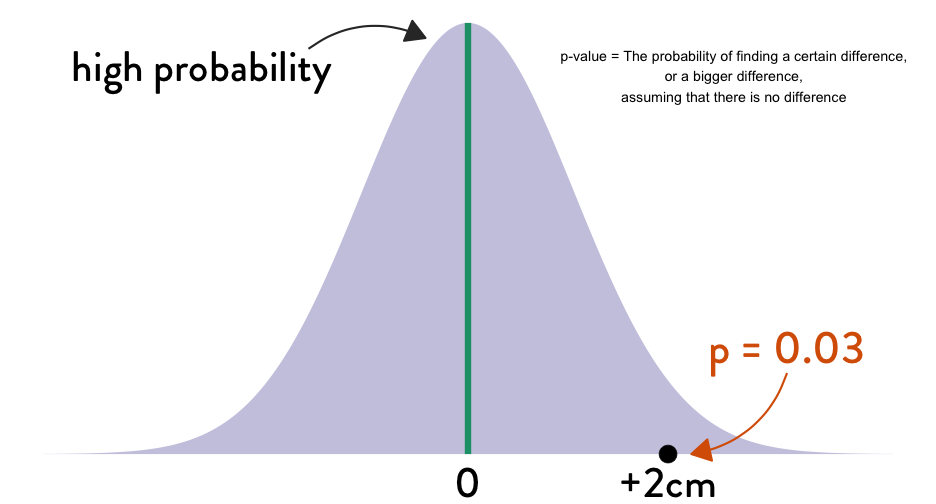 high probability
p-value = The probability of finding a certain difference,
or a bigger difference,
assuming that there is no difference
p = 0.03
0
+2cm